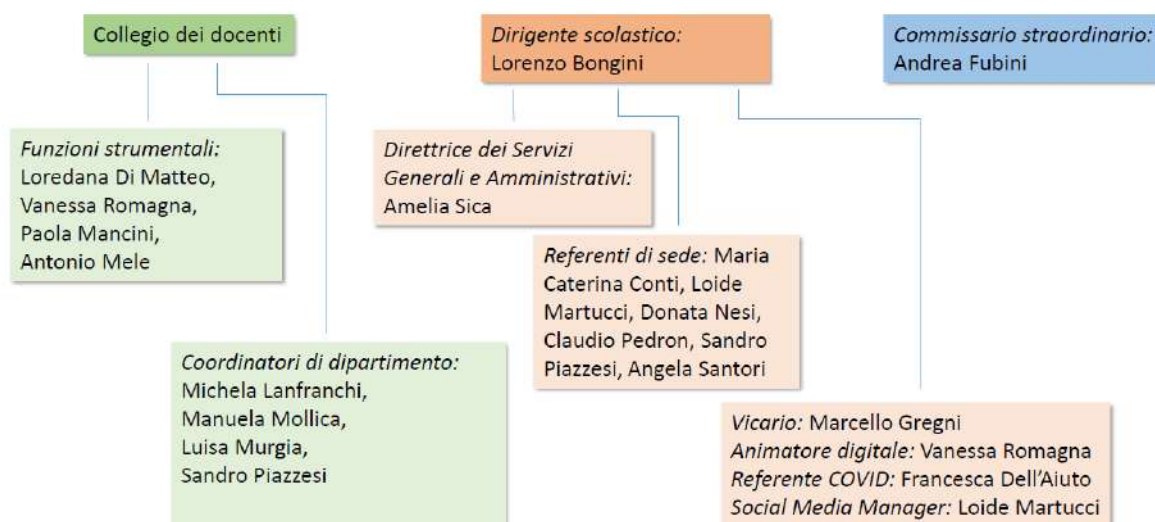 Collegio dei docenti
Dirigente scolastico:
Lorenzo Bongini
Commissario straordinario:
Andrea Fubini
Funzioni strumentali:
Loredana Di Matteo,
Vanessa Romagna,
Paola Mancini,
Antonio Mele
Direttrice dei Servizi
Generali e Amministrativi:
Amelia Sica
Referenti di sede: Maria
Caterina Conti, Loide
Martucci, Donata Nesi,
Claudio Pedron, Sandro
Piazzesi, Angela Santori
Coordinatori di dipartimento:
Michela Lanfranchi,
Manuela Mollica,
Luisa Murgia,
Sandro Piazzesi
Vicario: Marcello Gregni
Animatore digitale: Vanessa Romagna
Referente COVID: Francesca Dell'Aiuto
Social Media Manager: Loide Martucci